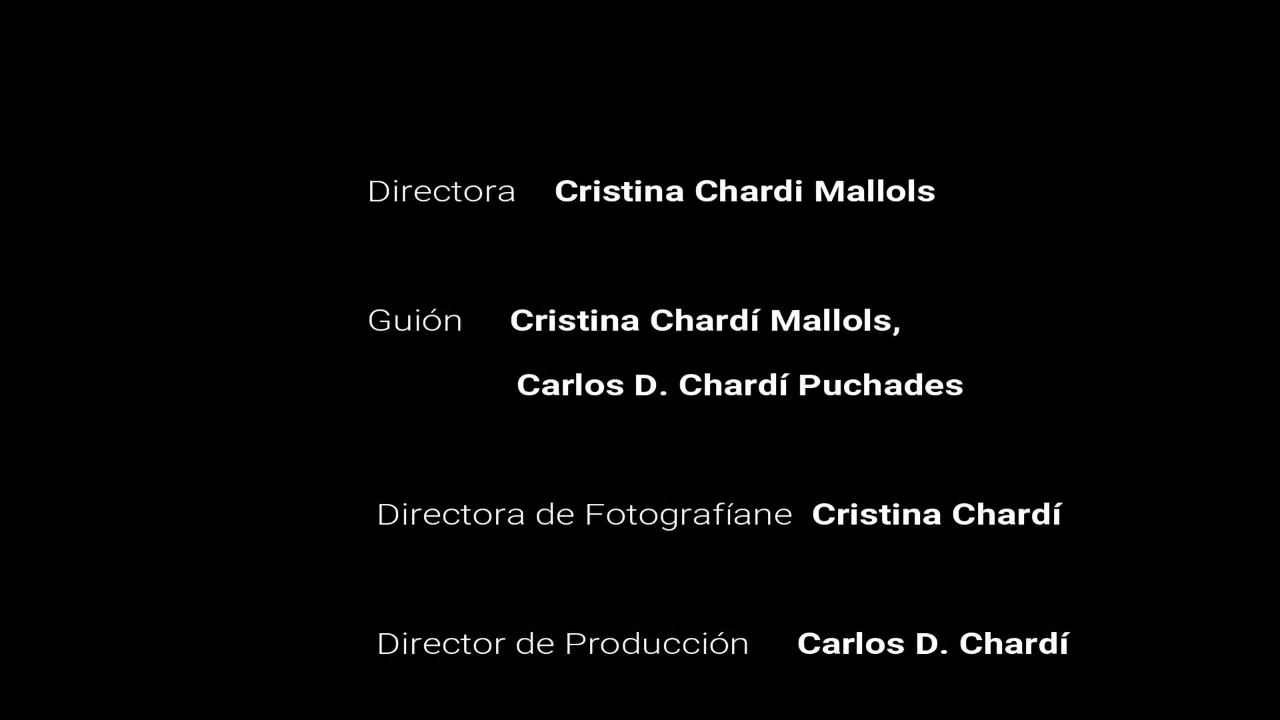 Directora Cristina Chardi Mallols
Guión Cristina Chardí Mallols,
Carlos D. Chardí Puchades
Directora de Fotografíane Cristina Chardí
Director de Producción Carlos D. Chardí